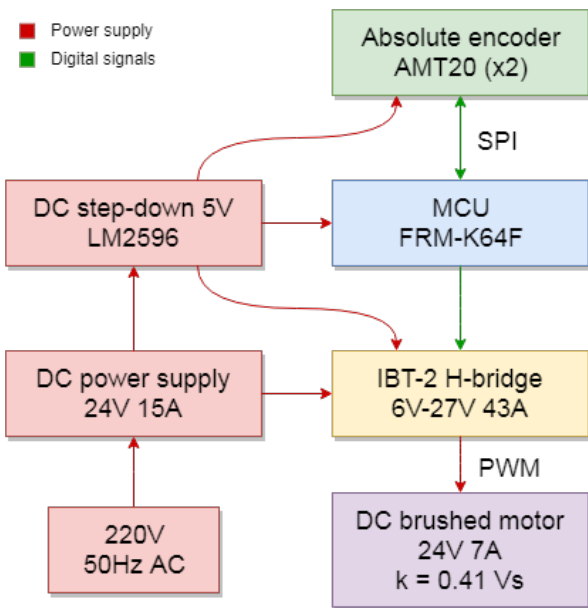 Power supply
Digital signals
Absolute encoder
AMT20 (x2)
SPI
DC step-down 5V
LM2596
MCU
FRM-K64F
DC power supply
24V 15A
IBT-2 H-bridge
6V-27V 43A
PWM
220V
50Hz AC
DC brushed motor
24V 7A
k = 0.41 Vs